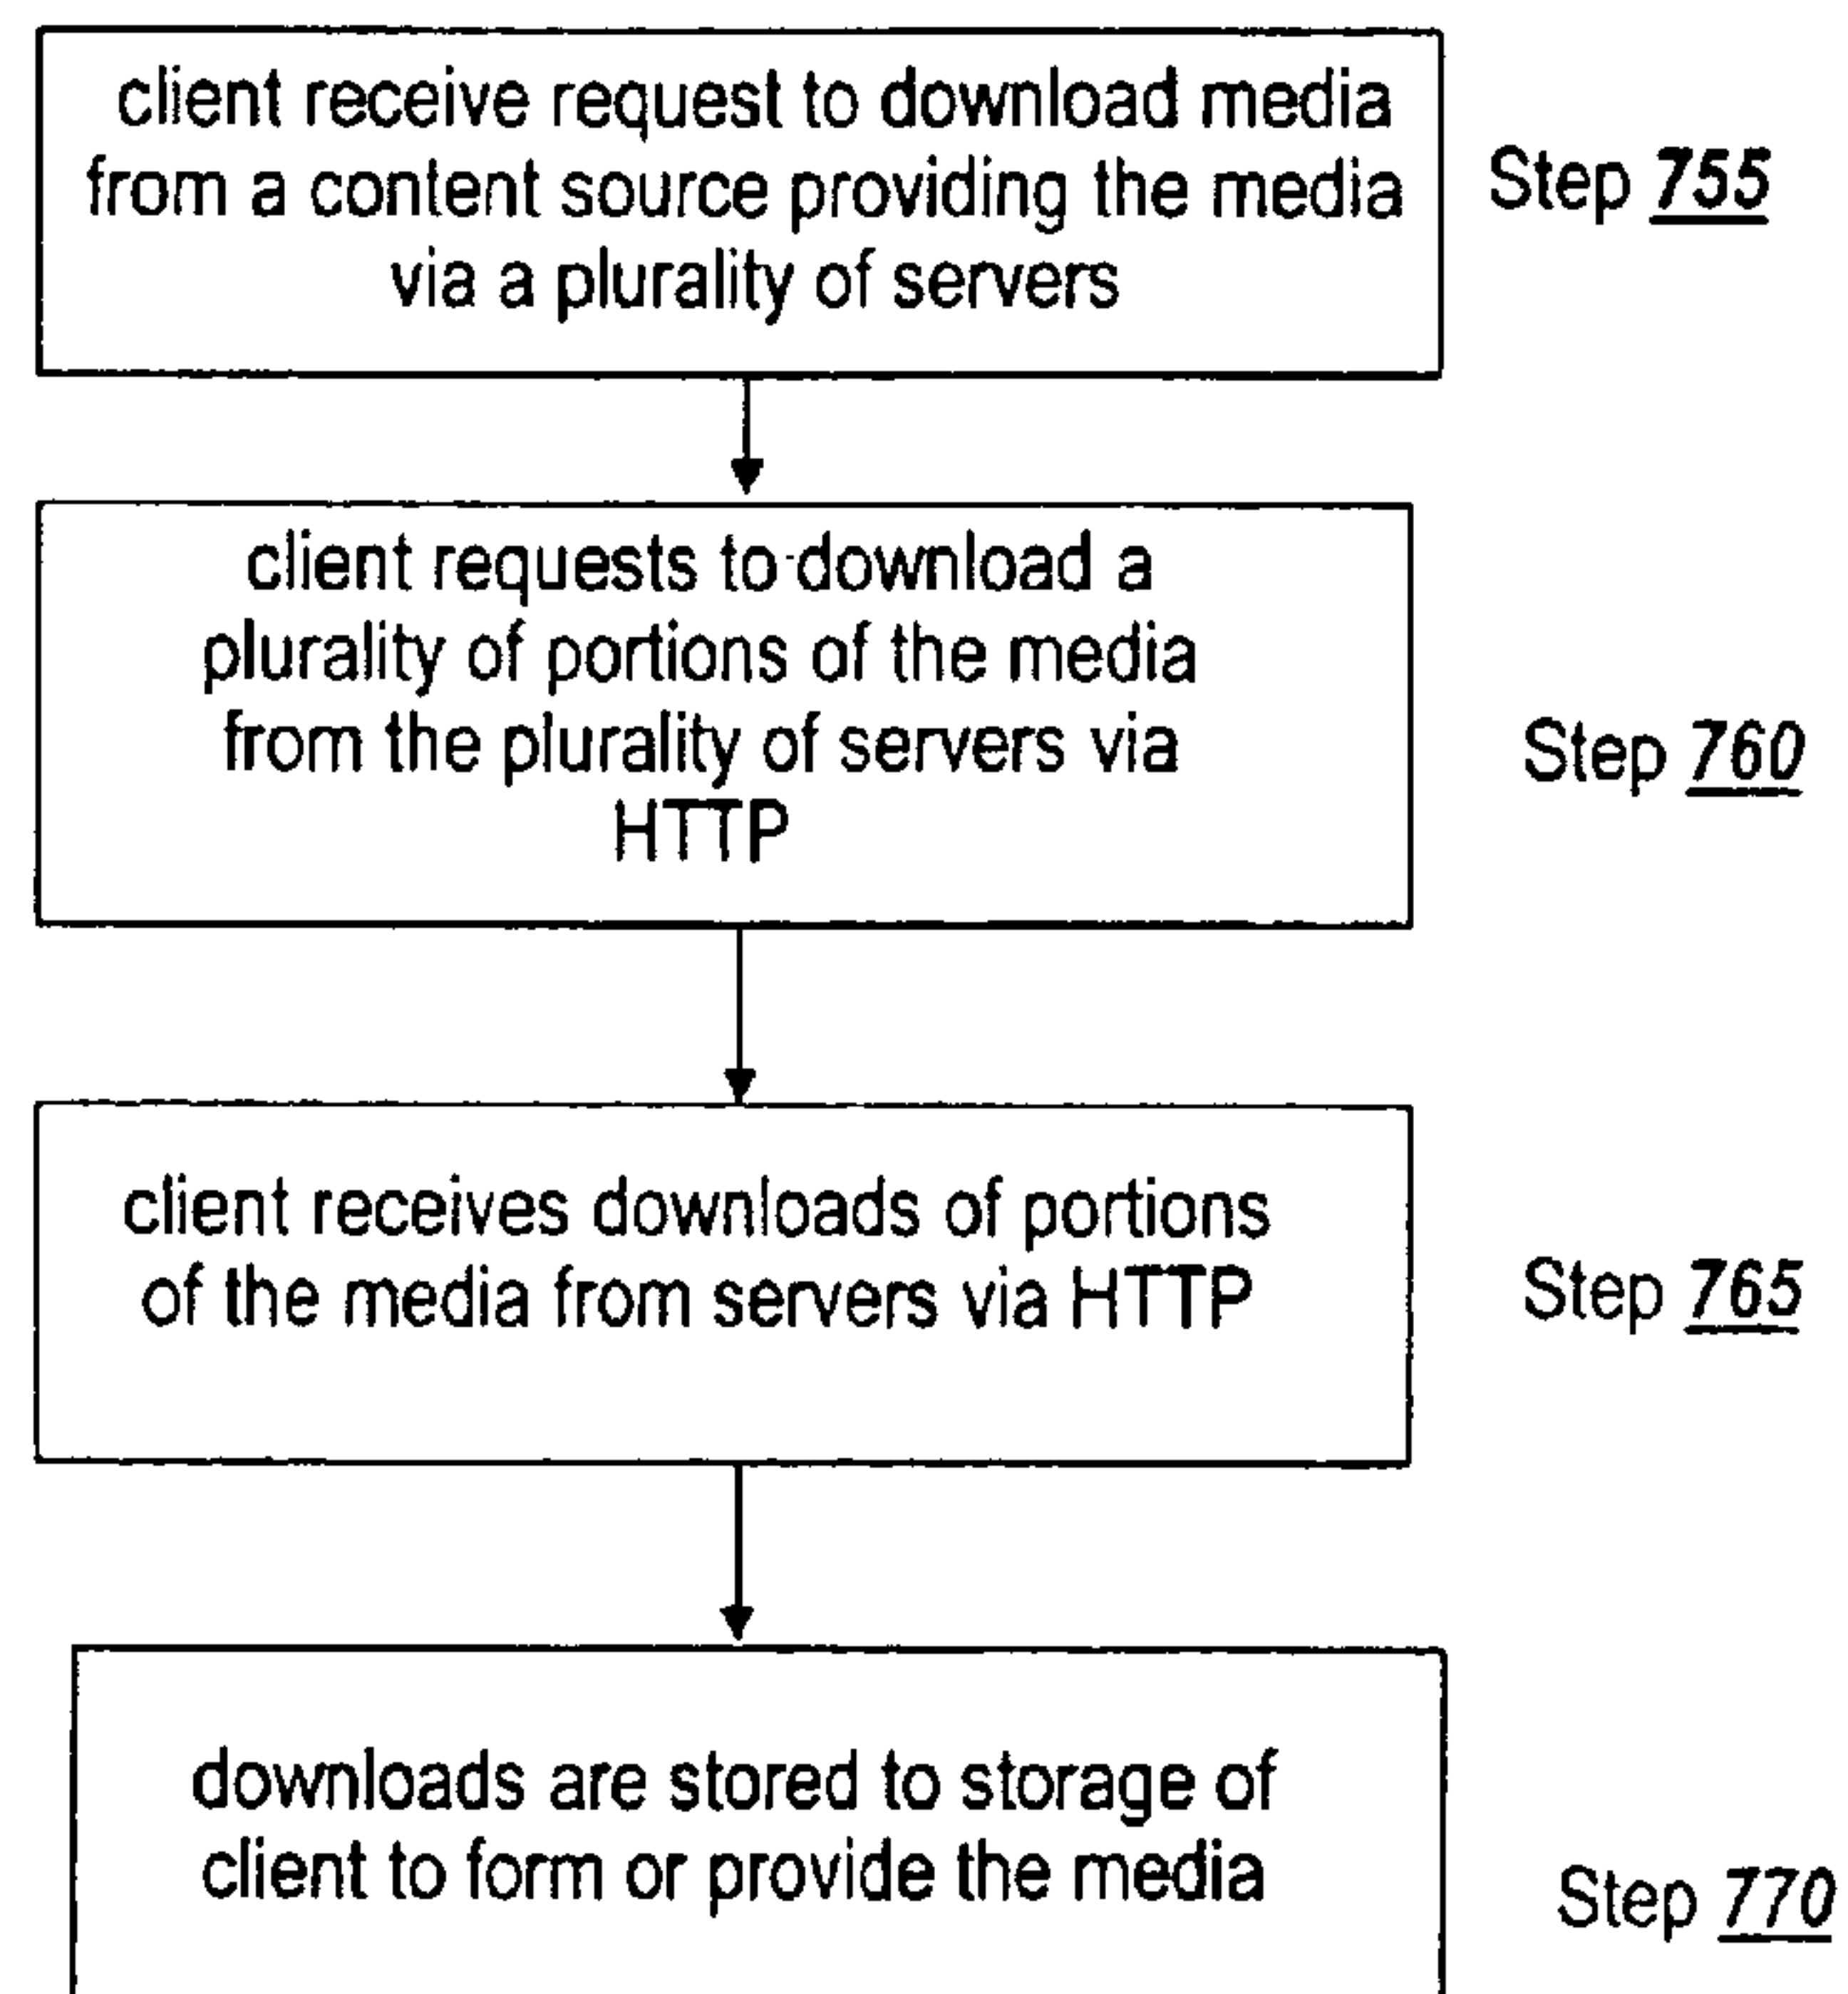 client receive request to download media
from a content source providing the media
via a plurality of servers
Step 755
client requests to download a
plurality of portions of the media
from the plurality of servers via
HTTP
Step 760
client receives downloads of portions
of the media from servers via HTTP
Step 765
downloads are stored to storage of
client to form or provide the media
Step 770